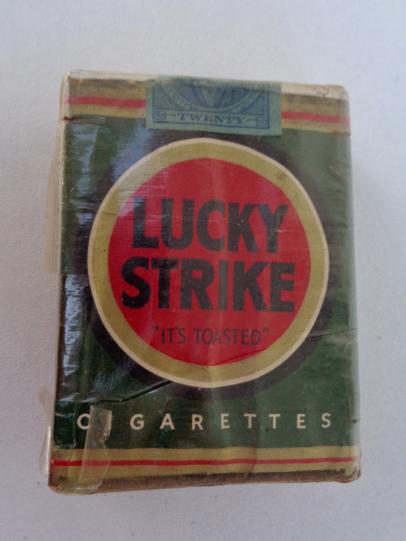 TWENTY
LUCKY
STRIKE
"IT'S TOASTED"
CIGARETTES